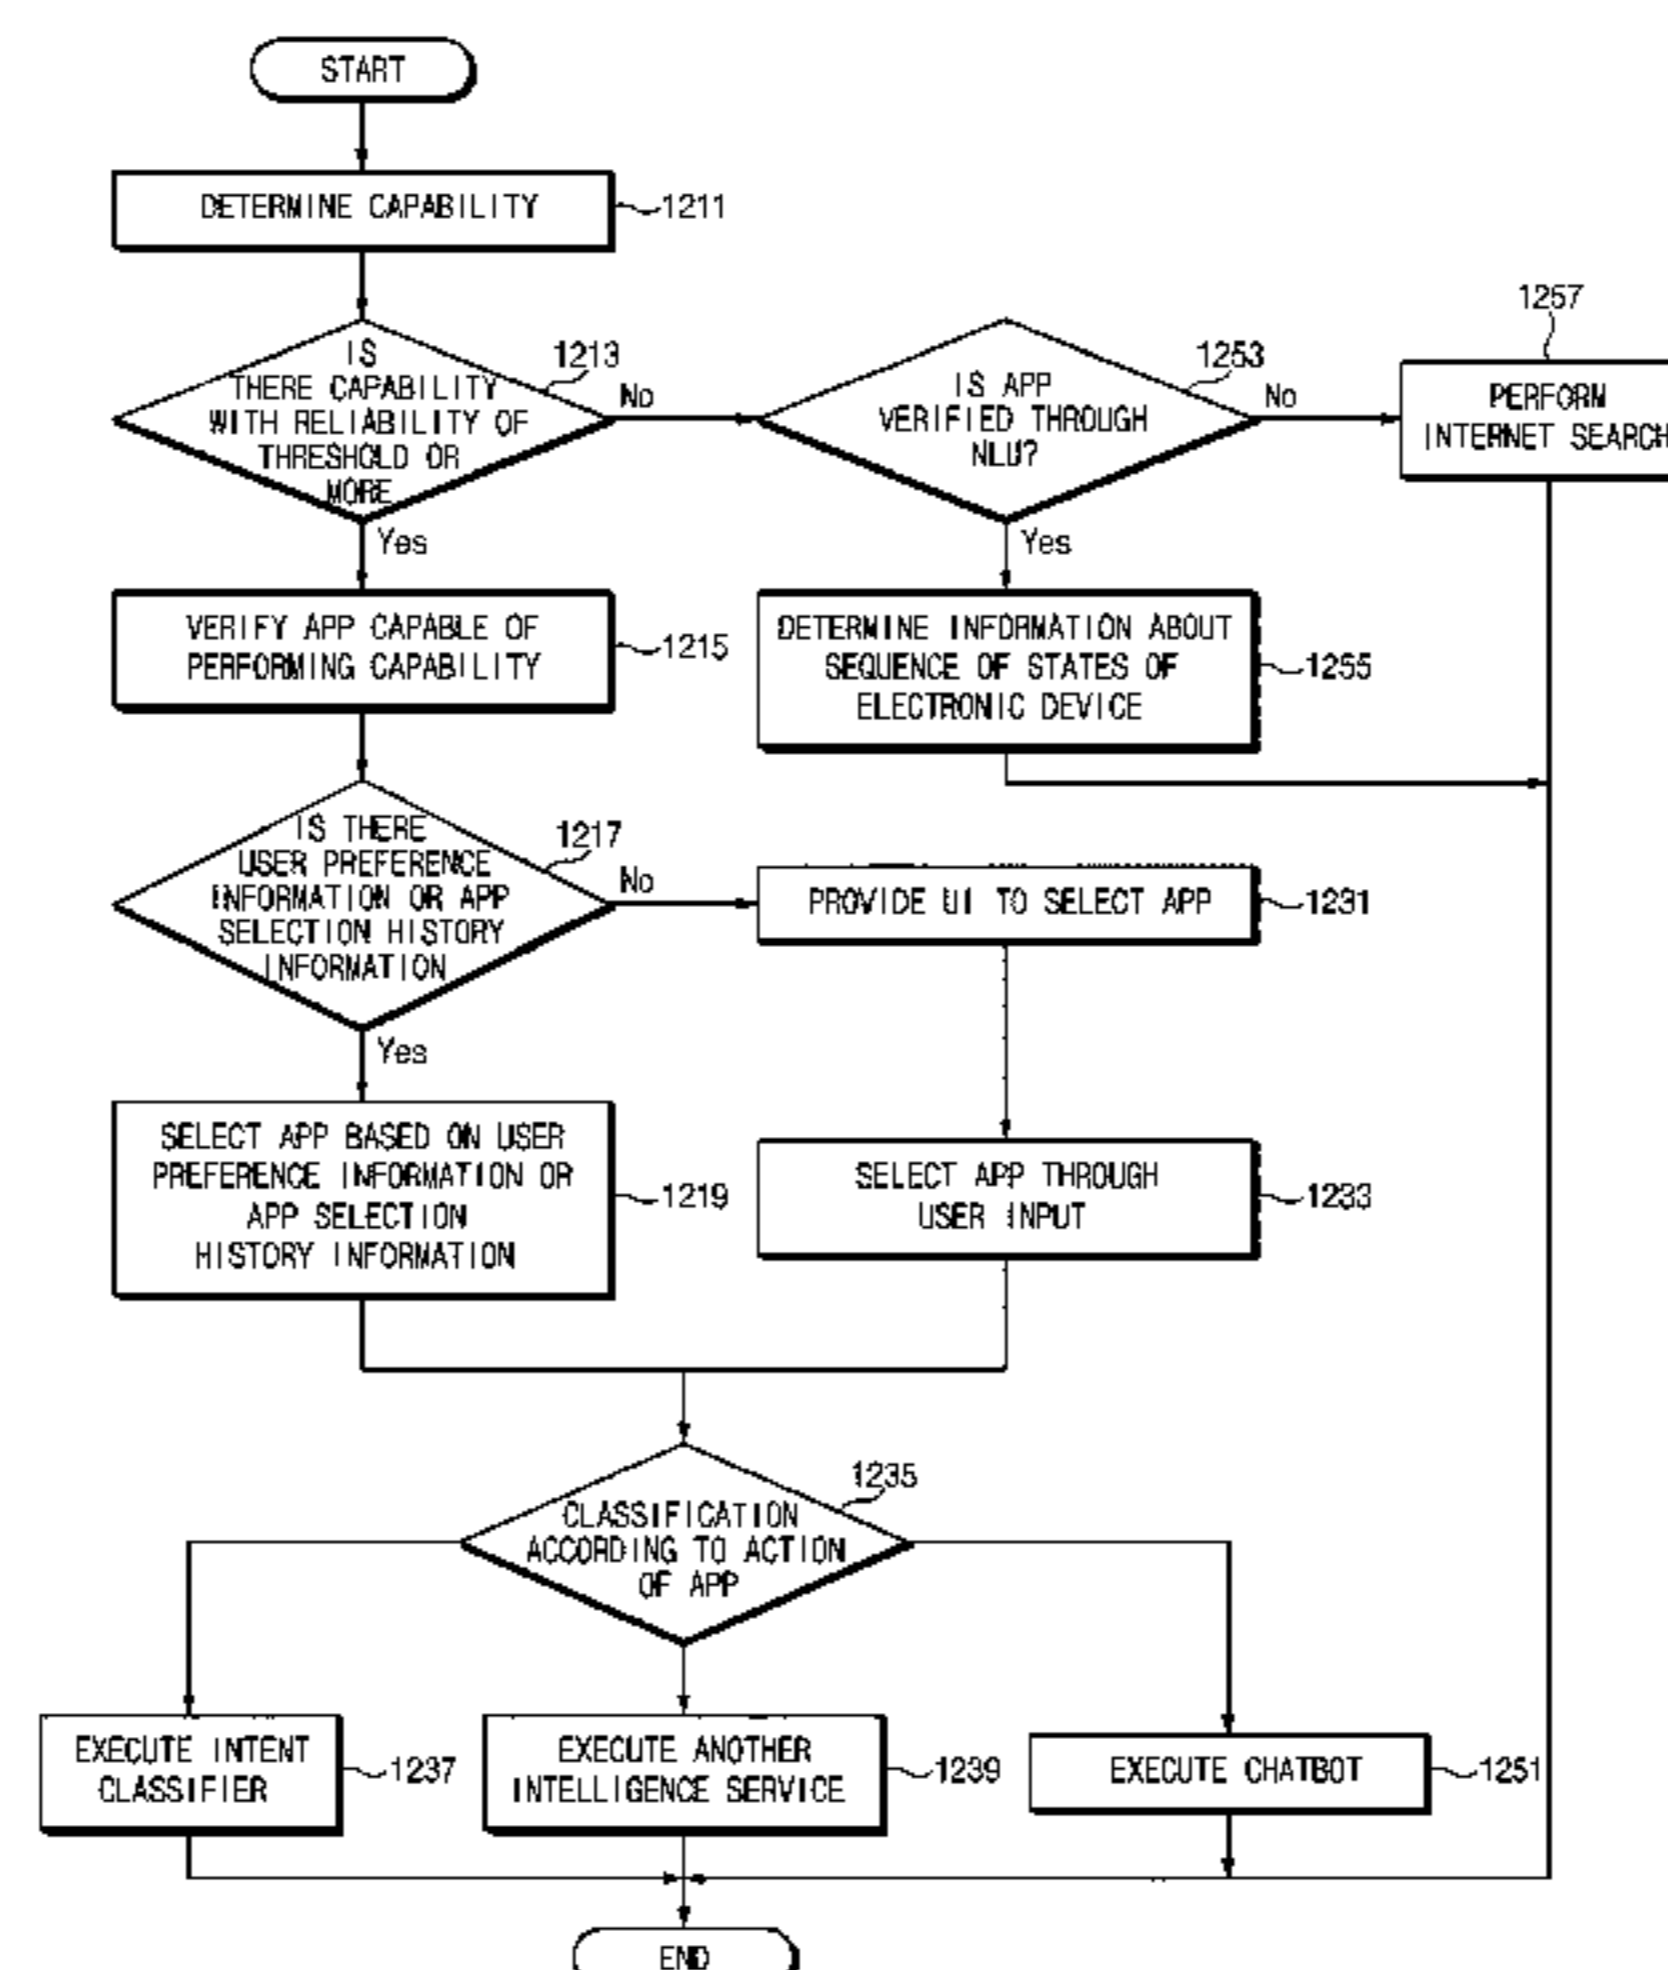 START
DETERMINE CAPABILITY
1211
IS
THERE CAPABILITY
WITH RELIABILITY OF
THRESHOLD OR
MORE
1213
No
Yes
IS APP
VERIFIED THROUGH
NLU?
1253
No
Yes
1257
PERFORM
INTERNET SEARCH
VERIFY APP CAPABLE OF
PERFORMING CAPABILITY
1215
DETERMINE INFORMATION ABOUT
SEQUENCE OF STATES OF
ELECTRONIC DEVICE
1255
IS THERE
USER PREFERENCE
INFORMATION OR APP
SELECTION HISTORY
INFORMATION
1217
No
Yes
PROVIDE UI TO SELECT APP
1231
SELECT APP BASED ON USER
PREFERENCE INFORMATION OR
APP SELECTION
HISTORY INFORMATION
1219
SELECT APP THROUGH
USER INPUT
1233
CLASSIFICATION
ACCORDING TO ACTION
OF APP
1235
EXECUTE INTENT
CLASSIFIER
1237
EXECUTE ANOTHER
INTELLIGENCE SERVICE
1239
EXECUTE CHATBOT
1251
END